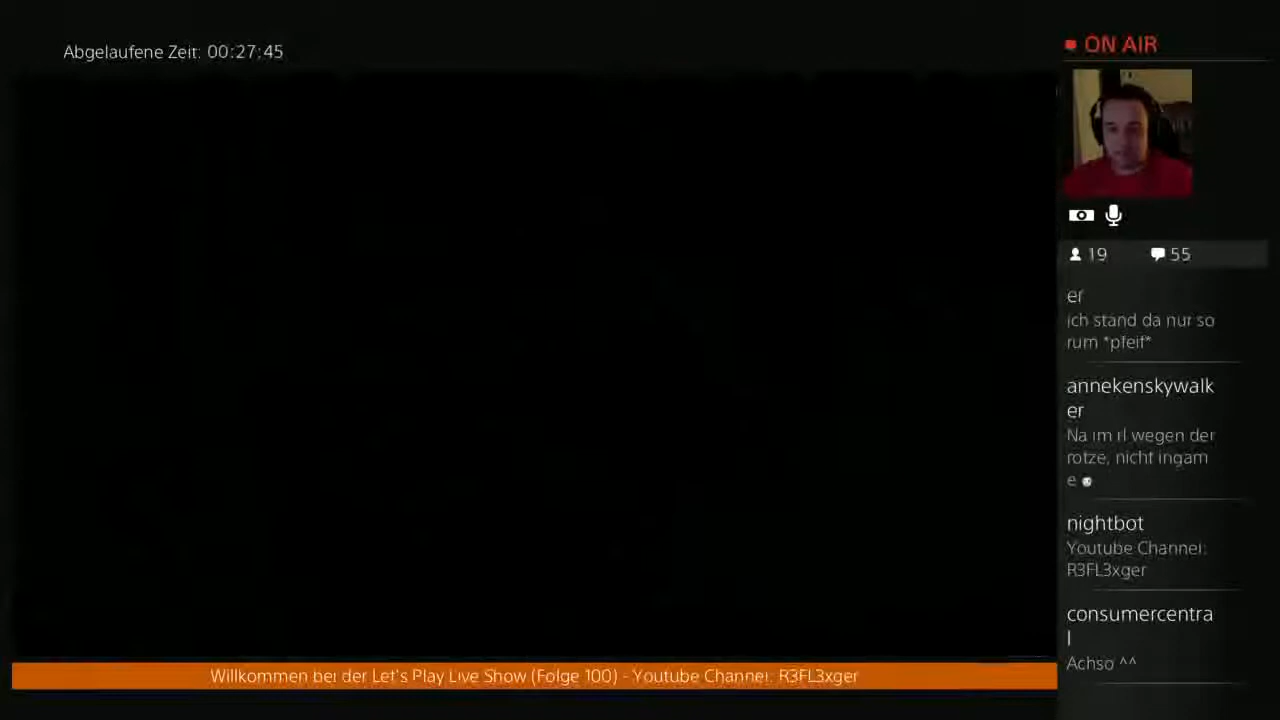 Abgelaufene Zeit: 00:27:45
ON AIR
19 55
er
ich stand da nur so
rum *pfeif*
annekenskywalk
er
Na im rl wegen der
rotze, nicht ingam
e
nightbot
Youtube Channel:
R3FL3xger
consumercentra
l
Achso ^^
Willkommen bei der Let's Play Live Show (Folge 100) - Youtube Channel: R3FL3xger